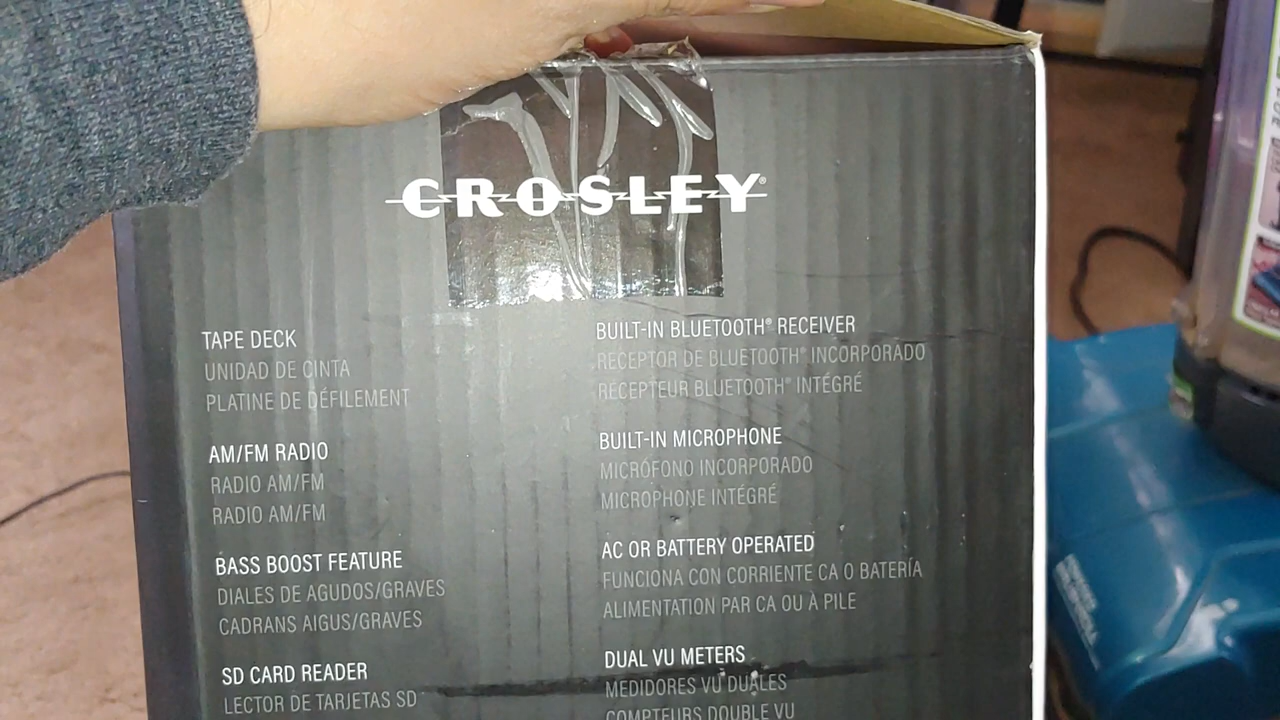 CROSLEY®
TAPE DECK
UNIDAD DE CINTA
PLATINE DE DÉFILEMENT
AM/FM RADIO
RADIO AM/FM
RADIO AM/FM
BASS BOOST FEATURE
DIALES DE AGUDOS/GRAVES
CADRANS AIGUS/GRAVES
SD CARD READER
LECTOR DE TARJETAS SD
BUILT-IN BLUETOOTH® RECEIVER
RECEPTOR DE BLUETOOTH® INCORPORADO
RÉCEPTEUR BLUETOOTH® INTÉGRÉ
BUILT-IN MICROPHONE
MICRÓFONO INCORPORADO
MICROPHONE INTÉGRÉ
AC OR BATTERY OPERATED
FUNCIONA CON CORRIENTE CA O BATERÍA
ALIMENTATION PAR CA OU À PILE
DUAL VU METERS
MEDIDORES VU DUALES
COMPTEURS DOUBLE VU